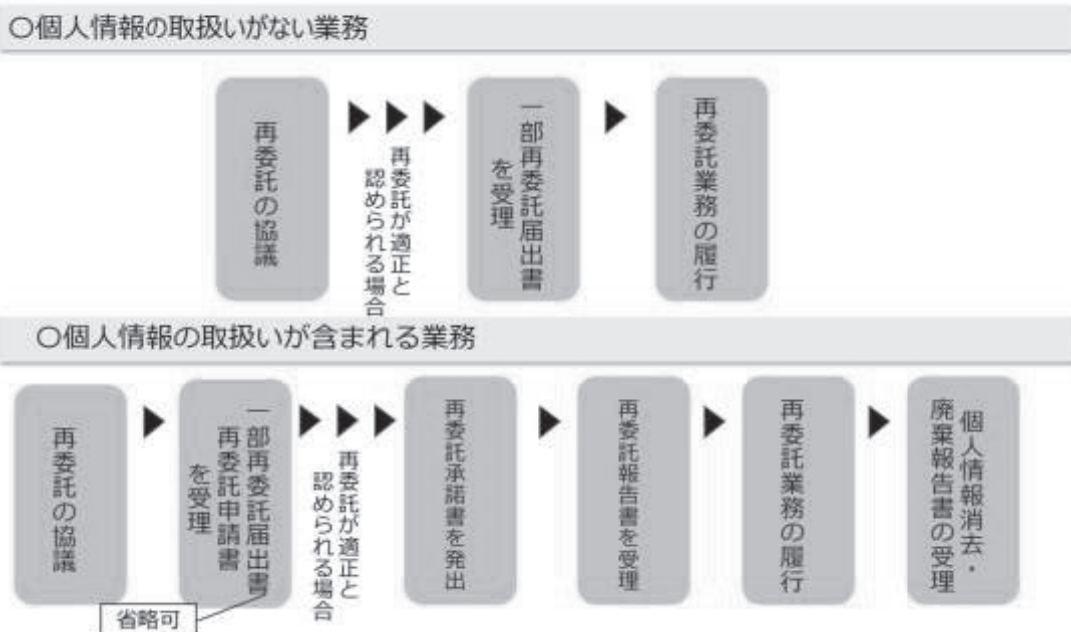 〇個人情報の取扱いがない業務
再委託の協議
再委託が適正と
認められる場合
一部再委託届出書
を受理
再委託業務の履行
〇個人情報の取扱いが含まれる業務
再委託の協議
一部再委託届出書
再委託申請書
を受理
省略可
再委託が適正と
認められる場合
再委託承諾書を発出
再委託報告書を受理
再委託業務の履行
個人情報消去・
廃棄報告書の受理